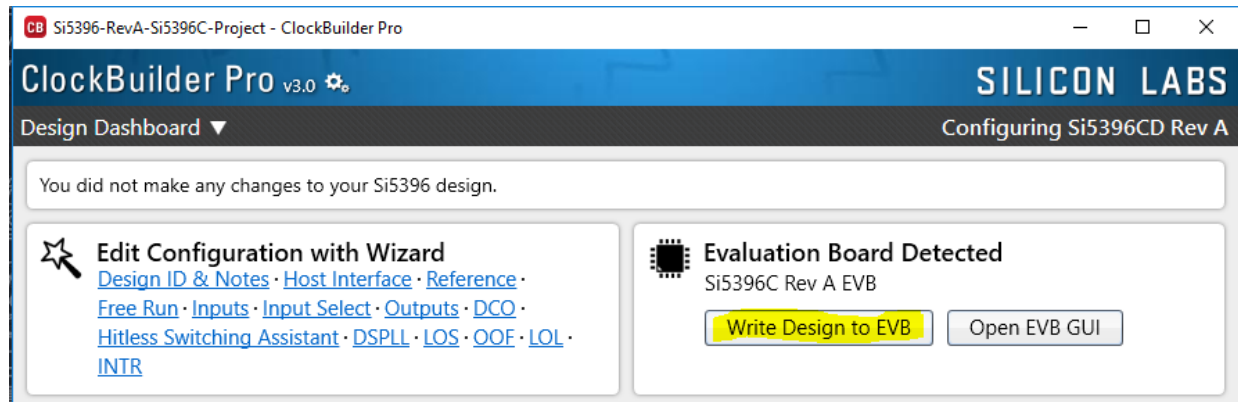 CB Si5396-RevA-Si5396C-Project - ClockBuilder Pro
ClockBuilder Pro v3.0
SILICON LABS
Design Dashboard ▼
Configuring Si5396CD Rev A
You did not make any changes to your Si5396 design.
Edit Configuration with Wizard
Design ID & Notes · Host Interface · Reference ·
Free Run · Inputs · Input Select · Outputs · DCO ·
Hitless Switching Assistant · DSPLL · LOS · OOF · LOL ·
INTR
Evaluation Board Detected
Si5396C Rev A EVB
Write Design to EVB
Open EVB GUI